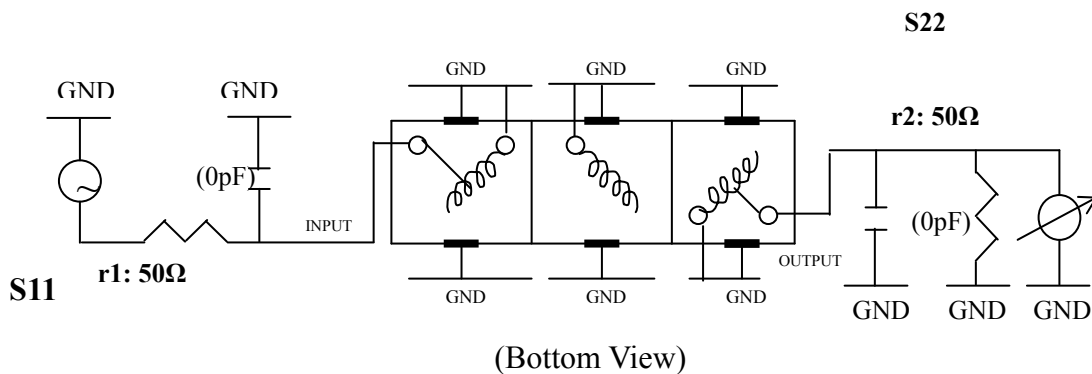 S22
GND
GND
GND
GND
GND
r2: 50Ω
(0pF)
(0pF)
INPUT
r1: 50Ω
S11
OUTPUT
GND
GND
GND
GND
GND
GND
(Bottom View)